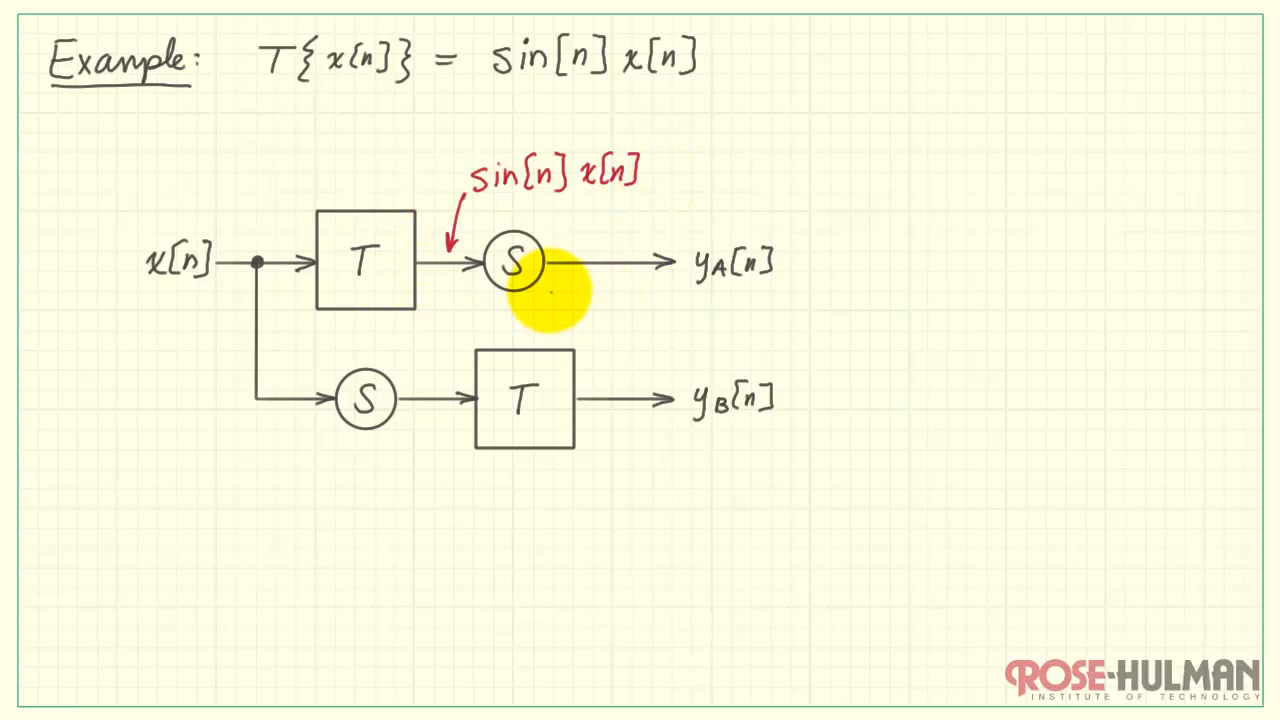 Example: T{x[n]} = sin[n] x[n]
sin[n] x[n]
x[n] T S yA[n]
S T yB[n]
ROSE-HULMAN
INSTITUTE OF TECHNOLOGY